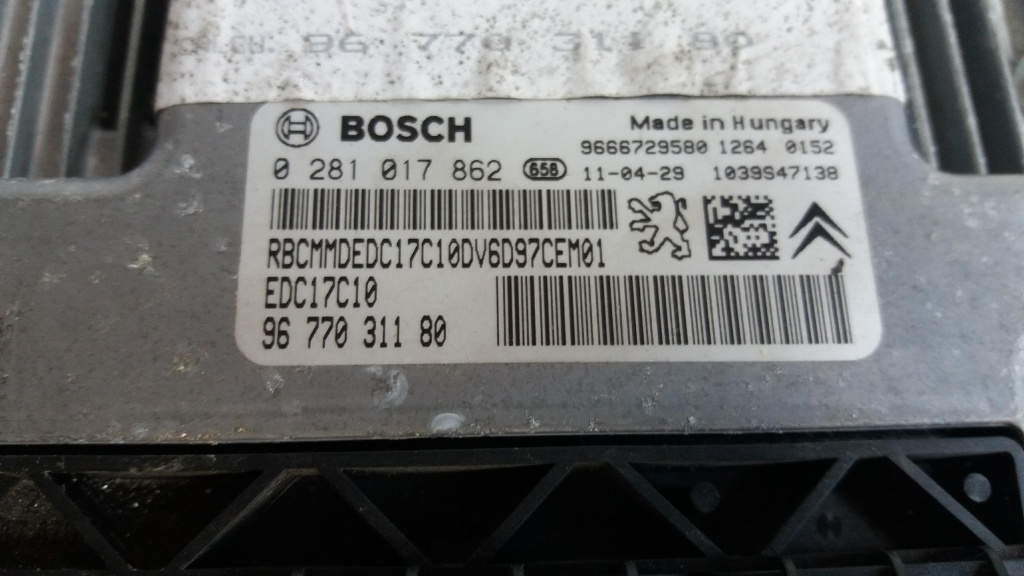 96 770 311 80
BOSCH
Made in Hungary
9666729580 1264 0152
0 281 017 862 658 11-04-29 1039S47138
RBCMMDEDC17C10DV6D97CEM01
EDC17C10
96 770 311 80